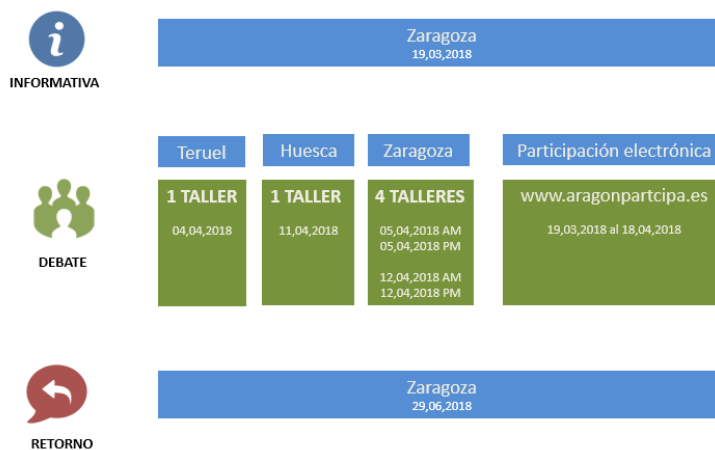 Zaragoza
19,03,2018
INFORMATIVA
Teruel
Huesca
Zaragoza
Participación electrónica
1 TALLER
04,04,2018
1 TALLER
11,04,2018
4 TALLERES
05,04,2018 AM
05,04,2018 PM
12,04,2018 AM
12,04,2018 PM
www.aragonpartcipa.es
19,03,2018 al 18,04,2018
DEBATE
Zaragoza
29,06,2018
RETORNO